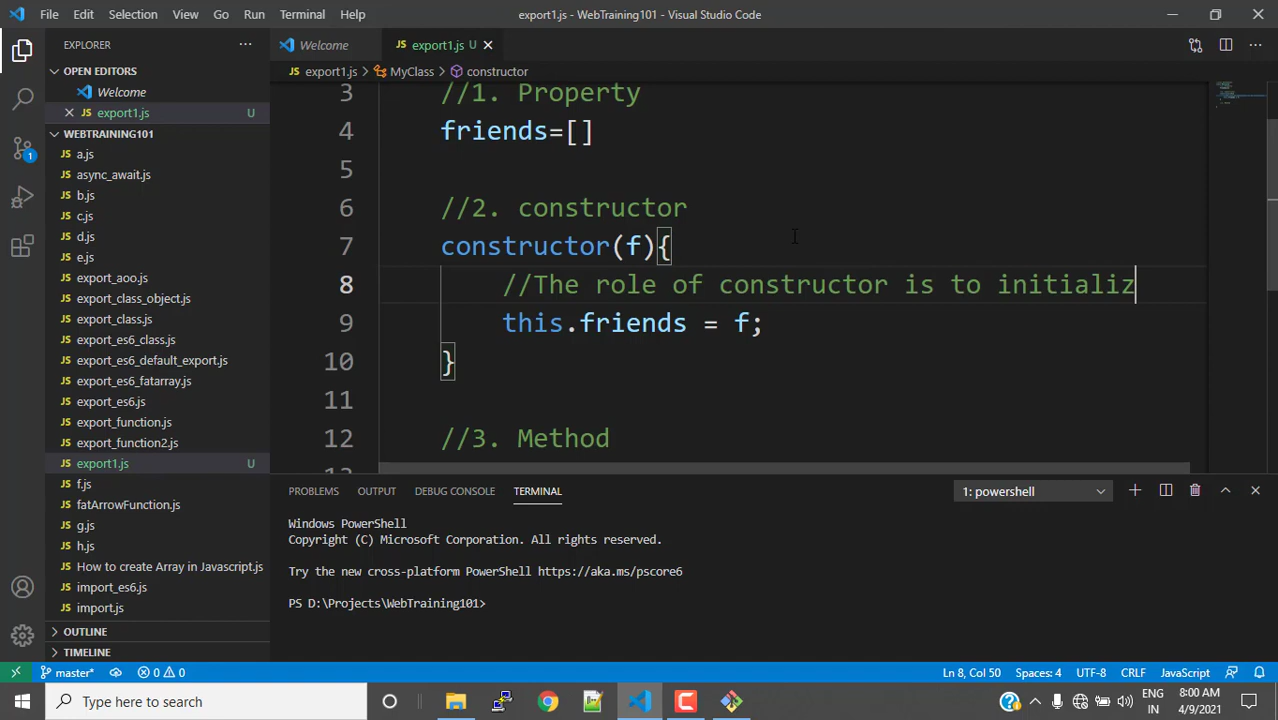 File Edit Selection View Go Run Terminal Help export1.js - WebTraining101 - Visual Studio Code
EXPLORER
Welcome export1.js U
OPEN EDITORS
Welcome
export1.js U
WEBTRAINING101
a.js
async_await.js
b.js
c.js
d.js
e.js
export_aoo.js
export_class_object.js
export_class.js
export_es6_class.js
export_es6_default_export.js
export_es6_fatarray.js
export_es6.js
export_function.js
export_function2.js
export1.js U
f.js
fatArrowFunction.js
g.js
h.js
How to create Array in Javascript.js
import_es6.js
import.js
OUTLINE
TIMELINE
1
export1.js > MyClass > constructor
3 //1. Property
4 friends=[]
5
6 //2. constructor
7 constructor(f){
8 //The role of constructor is to initializ
9 this.friends = f;
10 }
11
12 //3. Method
PROBLEMS OUTPUT DEBUG CONSOLE TERMINAL 1: powershell
Windows PowerShell
Copyright (C) Microsoft Corporation. All rights reserved.
Try the new cross-platform PowerShell https://aka.ms/pscore6
PS D:\Projects\WebTraining101>
master* 0 0 Ln 8, Col 50 Spaces: 4 UTF-8 CRLF JavaScript
Type here to search
ENG
IN
8:00 AM
4/9/2021